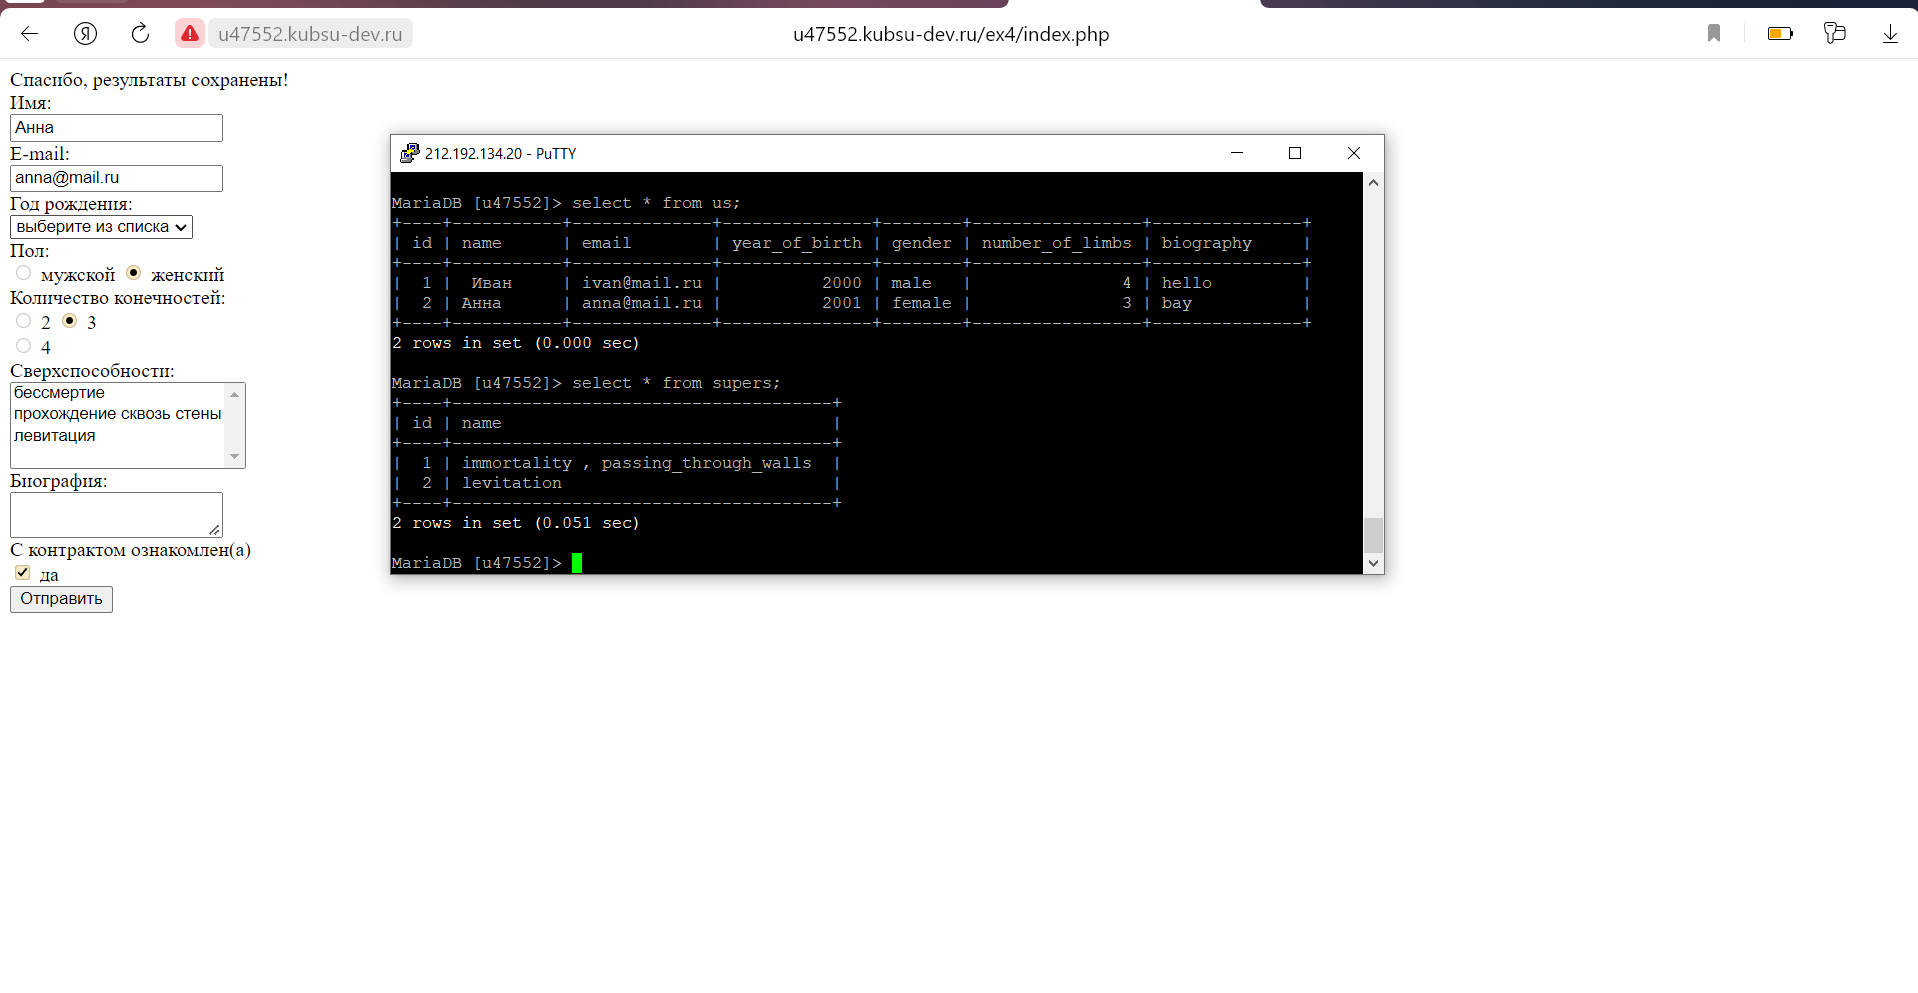 u47552.kubsu-dev.ru
u47552.kubsu-dev.ru/ex4/index.php
Спасибо, результаты сохранены!
Имя:
Анна
E-mail:
anna@mail.ru
Год рождения:
выберите из списка
Пол:
мужской женский
Количество конечностей:
2 3
4
Сверхспособности:
бессмертие
прохождение сквозь стены
левитация
Биография:
С контрактом ознакомлен(а)
да
Отправить
212.192.134.20 - PuTTY
MariaDB [u47552]> select * from us;
+----+-----------+--------------+---------------+--------+-----------------+---------------+
| id | name      | email        | year_of_birth | gender | number_of_limbs | biography     |
+----+-----------+--------------+---------------+--------+-----------------+---------------+
|  1 |  Иван     | ivan@mail.ru |          2000 | male   |               4 | hello         |
|  2 | Анна      | anna@mail.ru |          2001 | female |               3 | bay           |
+----+-----------+--------------+---------------+--------+-----------------+---------------+
2 rows in set (0.000 sec)
MariaDB [u47552]> select * from supers;
+----+--------------------------------------+
| id | name                                 |
+----+--------------------------------------+
|  1 | immortality , passing_through_walls  |
|  2 | levitation                           |
+----+--------------------------------------+
2 rows in set (0.051 sec)
MariaDB [u47552]>